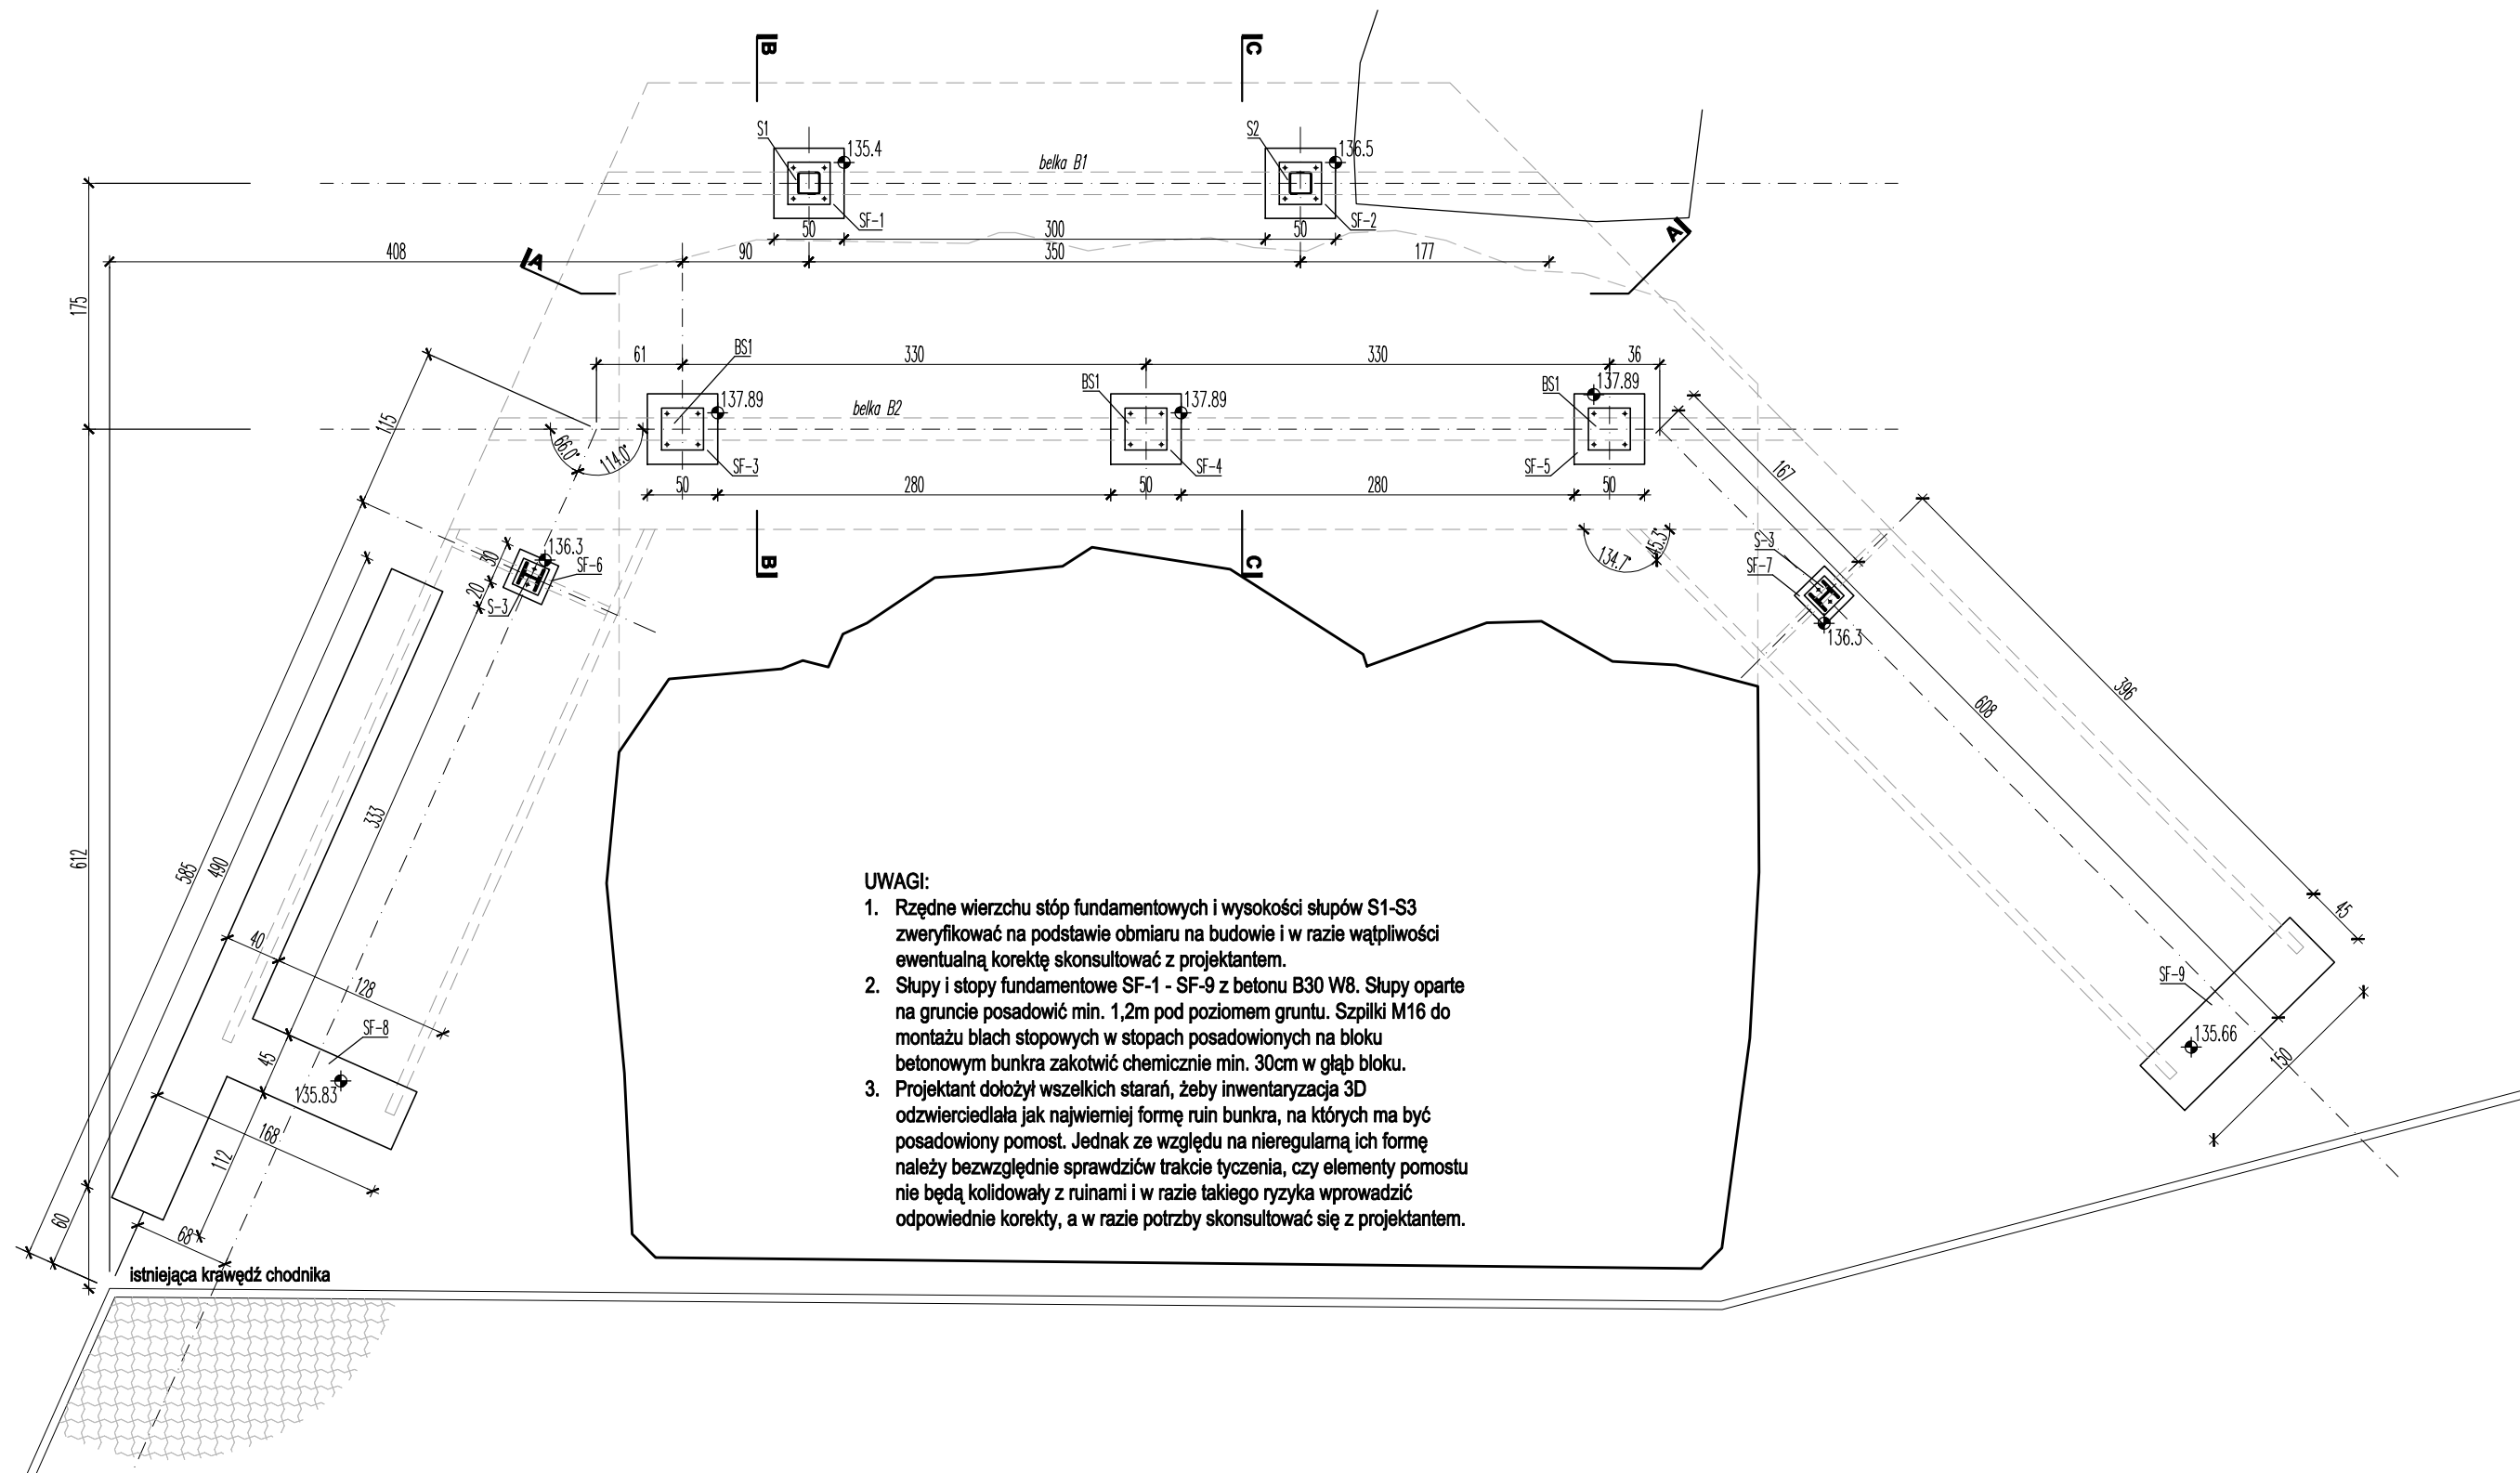 B
C
S1
135.4
S2
136.5
belka B1
SF-1
SF-2
50
300
50
A
408
90
350
177
A
175
61
BS1
330
330
36
BS1
BS1
137.89
137.89
137.89
belka B2
115
66.0°
114.0°
SF-3
SF-4
SF-5
167
50
280
50
280
50
B
C
134.7°
45.3°
S-3
SF-7
136.3
30
SF-6
20
S-3
136.3
396
608
333
612
585
490
40
128
SF-8
45
135.83
168
112
60
68
45
SF-9
135.66
150
UWAGI:
1. Rzędne wierzchu stóp fundamentowych i wysokości słupów S1-S3
zweryfikować na podstawie obmiaru na budowie i w razie wątpliwości
ewentualną korektę skonsultować z projektantem.
2. Słupy i stopy fundamentowe SF-1 - SF-9 z betonu B30 W8. Słupy oparte
na gruncie posadowić min. 1,2m pod poziomem gruntu. Szpilki M16 do
montażu blach stopowych w stopach posadowionych na bloku
betonowym bunkra zakotwić chemicznie min. 30cm w głąb bloku.
3. Projektant dołożył wszelkich starań, żeby inwentaryzacja 3D
odzwierciedlała jak najwierniej formę ruin bunkra, na których ma być
posadowiony pomost. Jednak ze względu na nieregularną ich formę
należy bezwzględnie sprawdzićw trakcie tyczenia, czy elementy pomostu
nie będą kolidowały z ruinami i w razie takiego ryzyka wprowadzić
odpowiednie korekty, a w razie potrzby skonsultować się z projektantem.
istniejąca krawędź chodnika